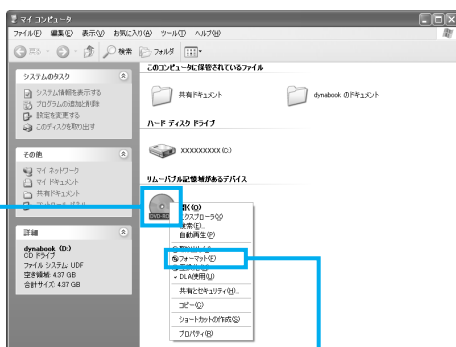 マイ コンピュータ
ファイル(F) 編集(E) 表示(V) お気に入り(A) ツール(T) ヘルプ(H)
戻る 検索 フォルダ
システムのタスク
システム情報を表示する
プログラムの追加と削除
設定を変更する
このディスクを取り出す
その他
マイ ネットワーク
マイ ドキュメント
共有ドキュメント
コントロール パネル
詳細
dynabook (D:)
CD ドライブ
ファイル システム: UDF
空き領域: 4.37 GB
合計サイズ: 4.37 GB
このコンピュータに保管されているファイル
共有ドキュメント dynabook のドキュメント
ハード ディスク ドライブ
XXXXXXXXX (C:)
リムーバブル記憶域があるデバイス
開く(O)
エクスプローラ(X)
検索(E)...
自動再生(P)
フォーマット(F)
DLA使用(U)
共有とセキュリティ(H)...
コピー(C)
ショートカットの作成(S)
プロパティ(R)